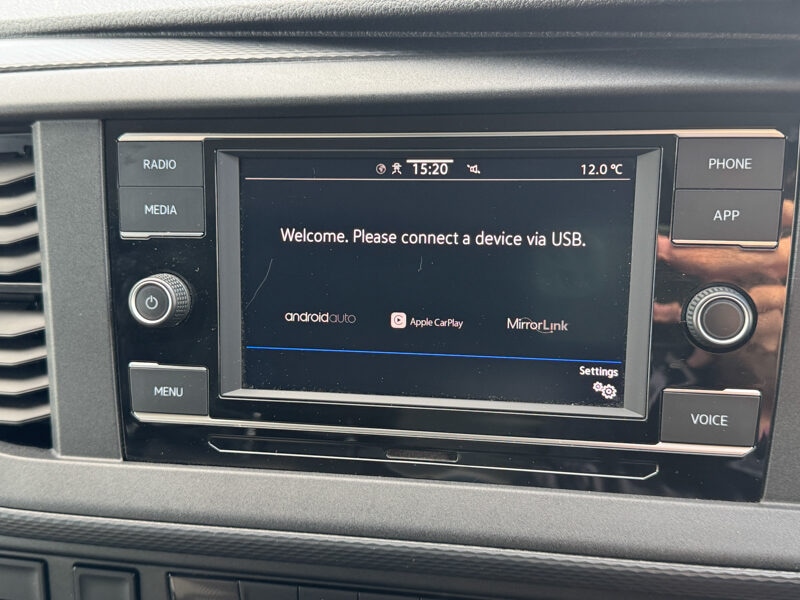 RADIO
MEDIA
MENU
15:20
12.0 °C
Welcome. Please connect a device via USB.
androidauto
Apple CarPlay
MirrorLink
Settings
PHONE
APP
VOICE